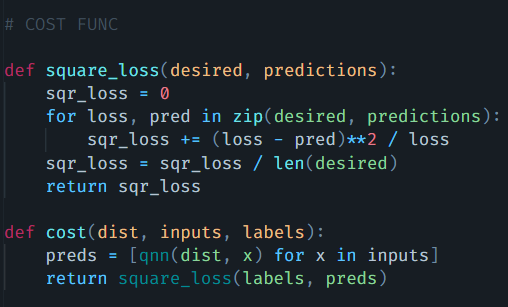 # COST FUNC
def square_loss(desired, predictions):
    sqr_loss = 0
    for loss, pred in zip(desired, predictions):
        sqr_loss += (loss - pred)**2 / loss
    sqr_loss = sqr_loss / len(desired)
    return sqr_loss
def cost(dist, inputs, labels):
    preds = [qnn(dist, x) for x in inputs]
    return square_loss(labels, preds)